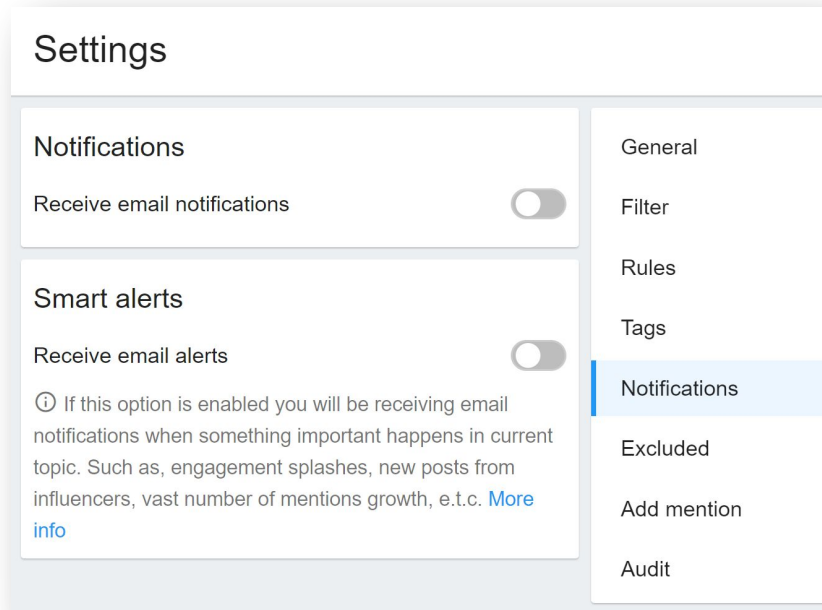 Settings
Notifications
Receive email notifications
Smart alerts
Receive email alerts
If this option is enabled you will be receiving email
notifications when something important happens in current
topic. Such as, engagement splashes, new posts from
influencers, vast number of mentions growth, e.t.c. More
info
General
Filter
Rules
Tags
Notifications
Excluded
Add mention
Audit